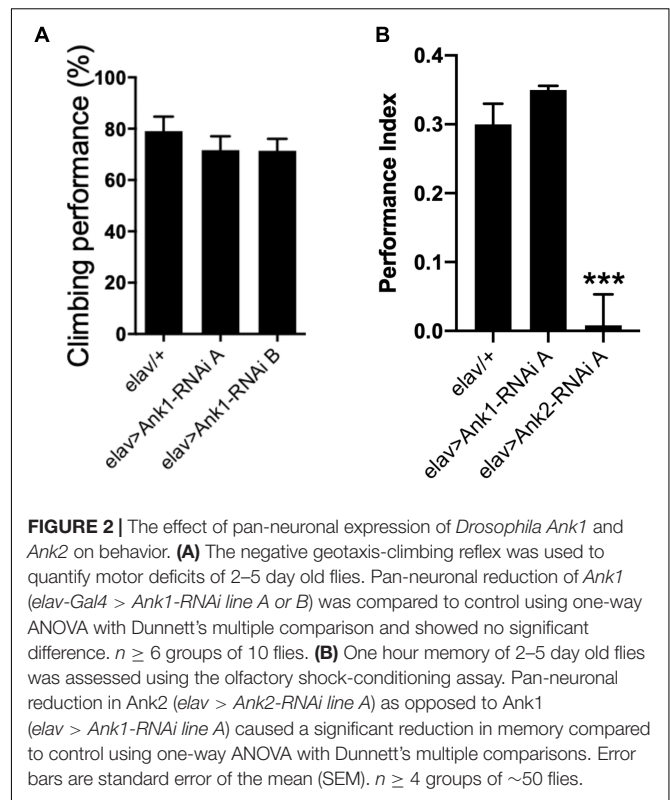 A
Climbing performance (%)
100
80
60
40
20
0
elav/+
elav>Ank1-RNAi A
elav>Ank1-RNAi B
B
Performance Index
0.4
0.3
0.2
0.1
0.0
***
elav/+
elav>Ank1-RNAi A
elav>Ank2-RNAi A
FIGURE 2 | The effect of pan-neuronal expression of Drosophila Ank1 and
Ank2 on behavior. (A) The negative geotaxis-climbing reflex was used to
quantify motor deficits of 2–5 day old flies. Pan-neuronal reduction of Ank1
(elav-Gal4 > Ank1-RNAi line A or B) was compared to control using one-way
ANOVA with Dunnett's multiple comparison and showed no significant
difference. n ≥ 6 groups of 10 flies. (B) One hour memory of 2–5 day old flies
was assessed using the olfactory shock-conditioning assay. Pan-neuronal
reduction in Ank2 (elav > Ank2-RNAi line A) as opposed to Ank1
(elav > Ank1-RNAi line A) caused a significant reduction in memory compared
to control using one-way ANOVA with Dunnett's multiple comparisons. Error
bars are standard error of the mean (SEM). n ≥ 4 groups of ~50 flies.